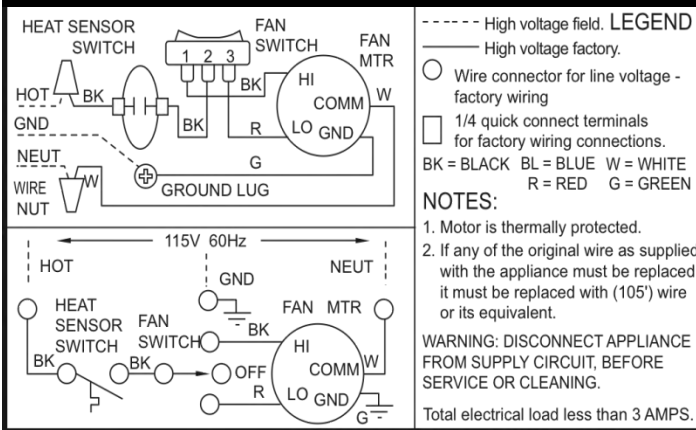 HEAT SENSOR
SWITCH
FAN
SWITCH
FAN
MTR
1 2 3
HI
COMM
LO GND
HOT
BK
BK
R
W
GND
G
NEUT
W
WIRE
NUT
GROUND LUG
115V 60Hz
HOT
NEUT
GND
HEAT
SENSOR
SWITCH
FAN
SWITCH
FAN MTR
BK
HI
COMM
W
BK
BK
OFF
R
LO GND
G
High voltage field. LEGEND
High voltage factory.
Wire connector for line voltage -
factory wiring
1/4 quick connect terminals
for factory wiring connections.
BK = BLACK BL = BLUE W = WHITE
R = RED G = GREEN
NOTES:
1. Motor is thermally protected.
2. If any of the original wire as supplied
with the appliance must be replaced
it must be replaced with (105') wire
or its equivalent.
WARNING: DISCONNECT APPLIANCE
FROM SUPPLY CIRCUIT, BEFORE
SERVICE OR CLEANING.
Total electrical load less than 3 AMPS.